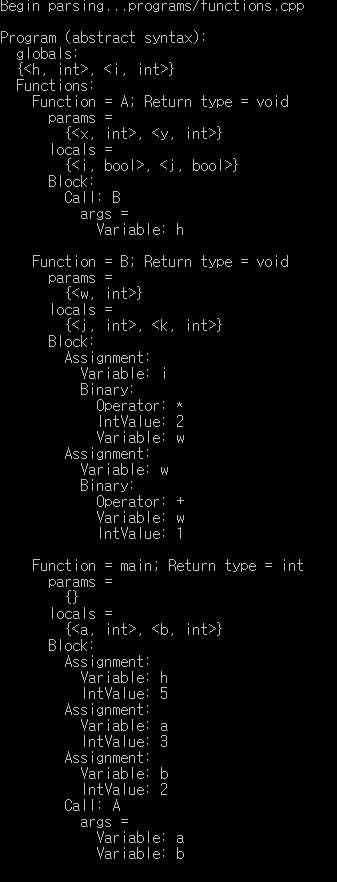 Begin parsing...programs/functions.cpp
Program (abstract syntax):
globals:
{<h, int>, <i, int>}
Functions:
Function = A; Return type = void
params =
{<x, int>, <y, int>}
locals =
{<i, bool>, <j, bool>}
Block:
Call: B
args =
Variable: h
Function = B; Return type = void
params =
{<w, int>}
locals =
{<j, int>, <k, int>}
Block:
Assignment:
Variable: i
Binary:
Operator: *
IntValue: 2
Variable: w
Assignment:
Variable: w
Binary:
Operator: +
Variable: w
IntValue: 1
Function = main; Return type = int
params =
{}
locals =
{<a, int>, <b, int>}
Block:
Assignment:
Variable: h
IntValue: 5
Assignment:
Variable: a
IntValue: 3
Assignment:
Variable: b
IntValue: 2
Call: A
args =
Variable: a
Variable: b